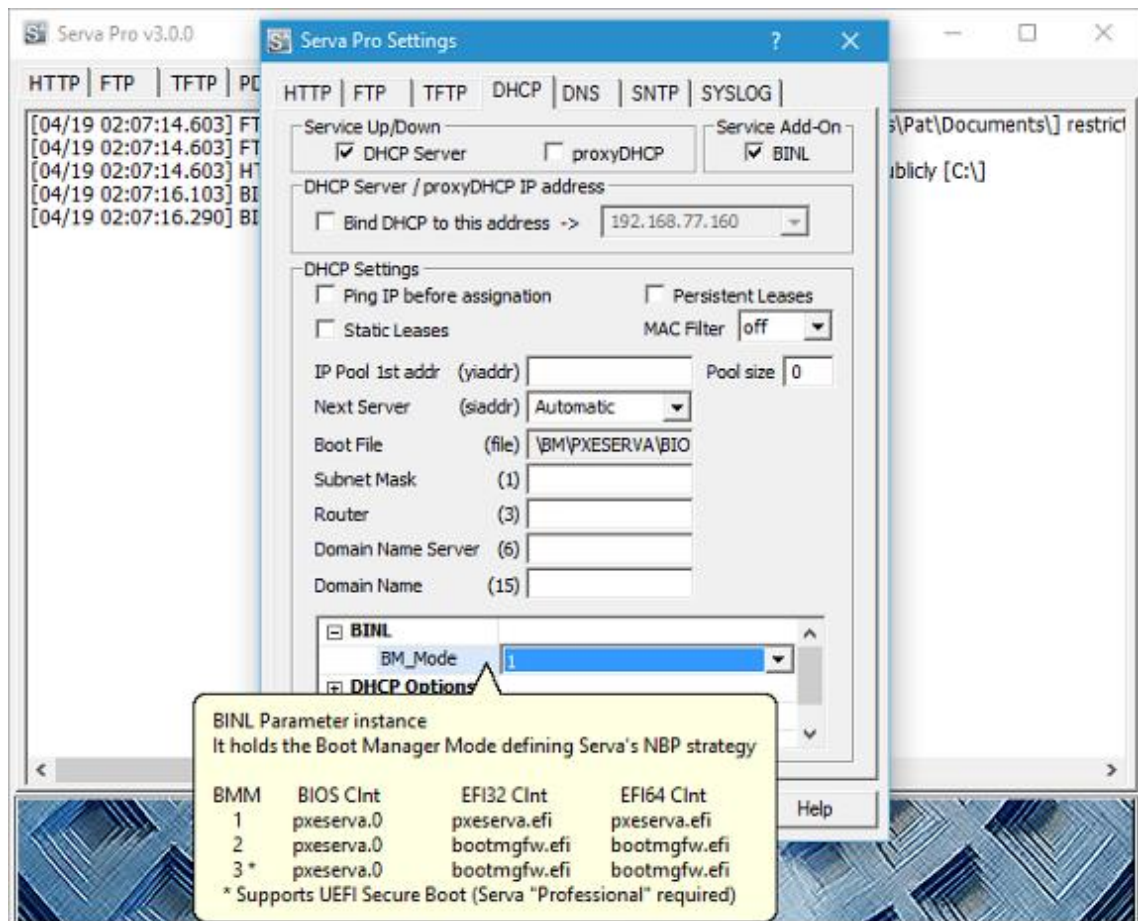 Serva Pro v3.0.0
Serva Pro Settings ?
HTTP FTP TFTP
HTTP FTP TFTP DHCP DNS SNTP SYSLOG
Service Up/Down Service Add-On
DHCP Server proxyDHCP BINL
[04/19 02:07:14.603] s\Pat\Documents\]
[04/19 02:07:14.603]
[04/19 02:07:14.603] [C:\]
[04/19 02:07:16.103]
[04/19 02:07:16.290]
DHCP Server / proxyDHCP IP address
Bind DHCP to this address -> 192.168.77.160
DHCP Settings
Ping IP before assignation Persistent Leases
Static Leases MAC Filter off
IP Pool 1st addr (yiaddr) Pool size 0
Next Server (siaddr) Automatic
Boot File (file) \BM\PXESERVA\BIO
Subnet Mask (1)
Router (3)
Domain Name Server (6)
Domain Name (15)
BINL
BM_Mode 1
DHCP Options
BINL Parameter instance
It holds the Boot Manager Mode defining Serva's NBP strategy
BMM BIOS Clnt EFI32 Clnt EFI64 Clnt
1 pxeserva.0 pxeserva.efi pxeserva.efi
2 pxeserva.0 bootmgfw.efi bootmgfw.efi
3 * pxeserva.0 bootmgfw.efi bootmgfw.efi
* Supports UEFI Secure Boot (Serva "Professional" required)
Help